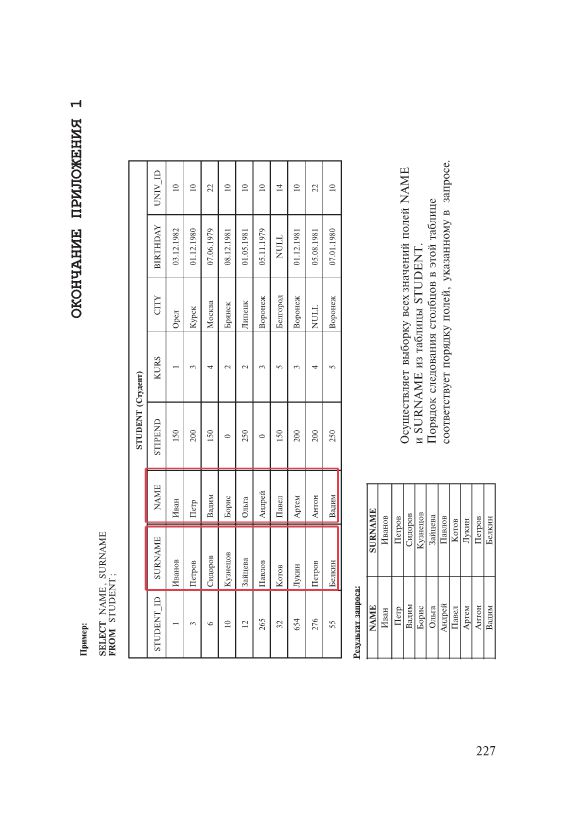 ОКОНЧАНИЕ ПРИЛОЖЕНИЯ 1
Пример:
SELECT NAME, SURNAME
FROM STUDENT;
STUDENT (Студент)
STUDENT_ID SURNAME NAME STIPEND KURS CITY BIRTHDAY UNIV_ID
1 Иванов Иван 150 1 Орел 03.12.1982 10
3 Петров Петр 200 3 Курск 01.12.1980 10
6 Сидоров Вадим 150 4 Москва 07.06.1979 22
10 Кузнецов Борис 0 2 Брянск 08.12.1981 10
12 Зайцева Ольга 250 2 Липецк 01.05.1981 10
265 Павлов Андрей 0 3 Воронеж 05.11.1979 10
32 Котов Павел 150 5 Белгород NULL 14
654 Лукин Артем 200 3 Воронеж 01.12.1981 10
276 Петров Антон 200 4 NULL 05.08.1981 22
55 Белкин Вадим 250 5 Воронеж 07.01.1980 10
Результат запроса:
NAME SURNAME
Иван Иванов
Петр Петров
Вадим Сидоров
Борис Кузнецов
Ольга Зайцева
Андрей Павлов
Павел Котов
Артем Лукин
Антон Петров
Вадим Белкин
Осуществляет выборку всех значений полей NAME
и SURNAME из таблицы STUDENT.
Порядок следования столбцов в этой таблице
соответствует порядку полей, указанному в запросе.
227